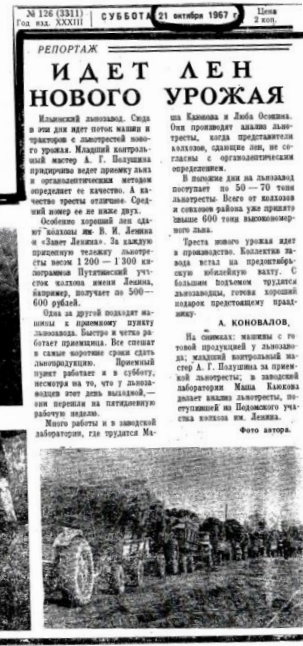 № 126 (3311)
Год изд. XXXIII
СУББОТА
21 октября 1967 г.
Цена
2 коп.
РЕПОРТАЖ
ИДЕТ ЛЕН
НОВОГО УРОЖАЯ
Ильинский льнозавод. Сюда
в эти дни идет поток машин и
тракторов с льнотрестой ново-
го урожая. Младший контроль-
ный мастер А. Г. Полушина
придирчиво ведет приемку льна
и органолептическим методом
определяет ее качество. А ка-
чество тресты отличное. Сред-
ний номер ее не ниже двух.
Особенно хороший лен сда-
ют колхозы им. В. И. Ленина
и «Завет Ленина». За каждую
прицепную тележку льнотре-
сты весом 1 200 — 1 300 ки-
лограммов Путятинский уча-
сток колхоза имени Ленина,
например, получает по 500—
600 рублей.
Одна за другой подходят ма-
шины к приемному пункту
льнозавода. Быстро и четко ра-
ботает приемщица. Все спешат
в самые короткие сроки сдать
льнопродукцию. Приемный
пункт работает и в субботу,
несмотря на то, что у льноза-
водцев этот день выходной,—
они перешли на пятидневную
рабочую неделю.
Много работы и в заводской
лаборатории, где трудятся Ма-
ша Каюкова и Люба Осокина.
Они производят анализ льно-
тресты, когда представители
колхозов, сдающие лен, не со-
гласны с органолептическим
определением.
В погожие дни на льнозавод
поступает по 50 — 70 тонн
льнотресты. Всего от колхозов
и совхозов района уже принято
свыше 600 тонн высокономер-
ного льна.
Треста нового урожая идет
в производство. Коллектив за-
вода встал на предоктябрь-
скую юбилейную вахту. С
большим подъемом трудятся
льнозаводцы, готовя хороший
подарок предстоящему празд-
нику.
А. КОНОВАЛОВ.
На снимках: машины с го-
товой продукцией у льнозаво-
да; младший контрольный ма-
стер А. Г. Полушина за прием-
кой льнотресты; в заводской
лаборатории Маша Каюкова
делает анализ льнотресты, по-
ступившей из Подомского уча-
стка колхоза им. Ленина.
Фото автора.